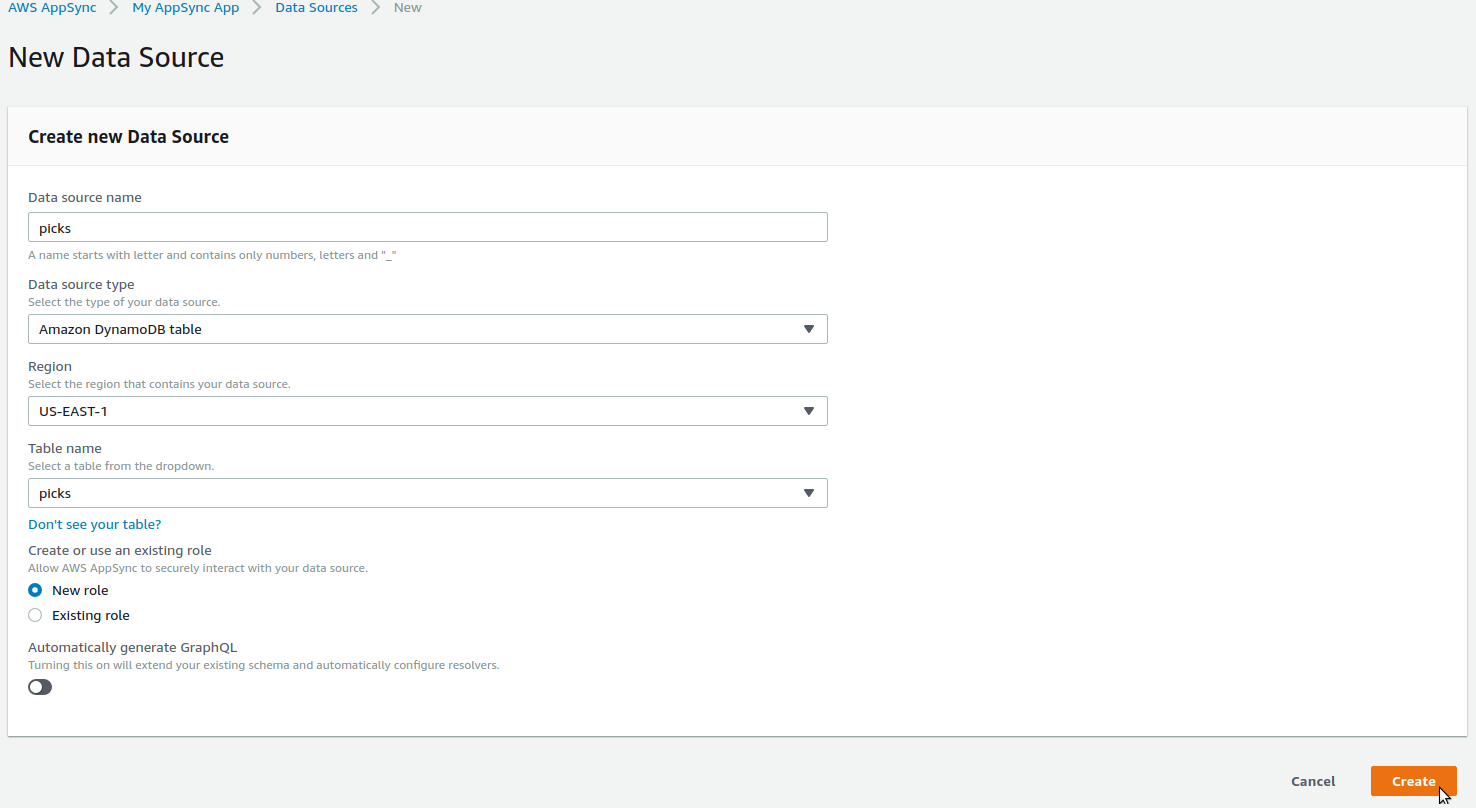 AWS AppSync > My AppSync App > Data Sources > New
New Data Source
Create new Data Source
Data source name
picks
A name starts with letter and contains only numbers, letters and "_"
Data source type
Select the type of your data source.
Amazon DynamoDB table
Region
Select the region that contains your data source.
US-EAST-1
Table name
Select a table from the dropdown.
picks
Don't see your table?
Create or use an existing role
Allow AWS AppSync to securely interact with your data source.
New role
Existing role
Automatically generate GraphQL
Turning this on will extend your existing schema and automatically configure resolvers.
Cancel Create